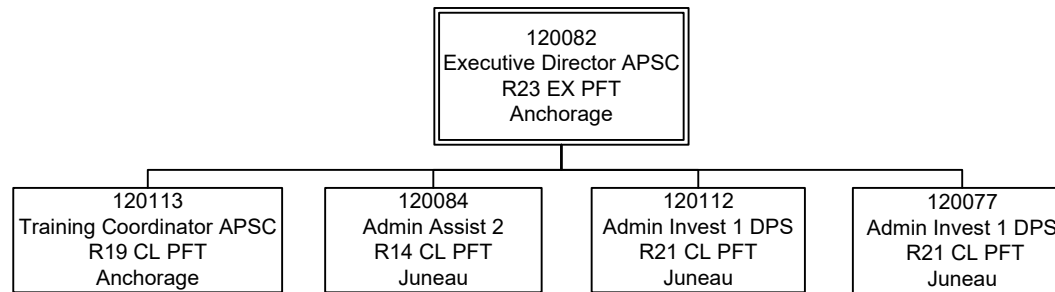 120082
Executive Director APSC
R23 EX PFT
Anchorage
120113
Training Coordinator APSC
R19 CL PFT
Anchorage
120084
Admin Assist 2
R14 CL PFT
Juneau
120112
Admin Invest 1 DPS
R21 CL PFT
Juneau
120077
Admin Invest 1 DPS
R21 CL PFT
Juneau